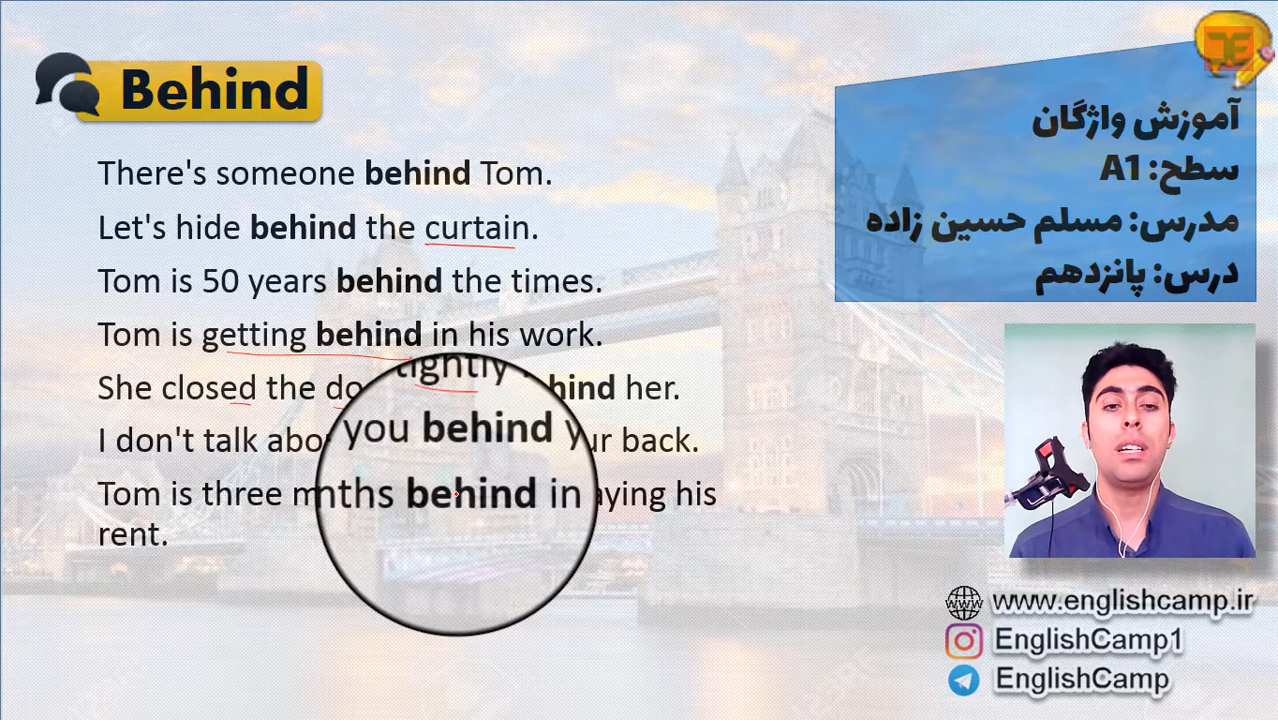 Behind
There's someone behind Tom.
Let's hide behind the curtain.
Tom is 50 years behind the times.
Tom is getting behind in his work.
She closed the do tightly hind her.
I don't talk abo you behind your back.
Tom is three mnths behind in aying his
rent.
آموزش واژگان
سطح: A1
مدرس: مسلم حسین زاده
درس: پانزدهم
www.englishcamp.ir
EnglishCamp1
EnglishCamp